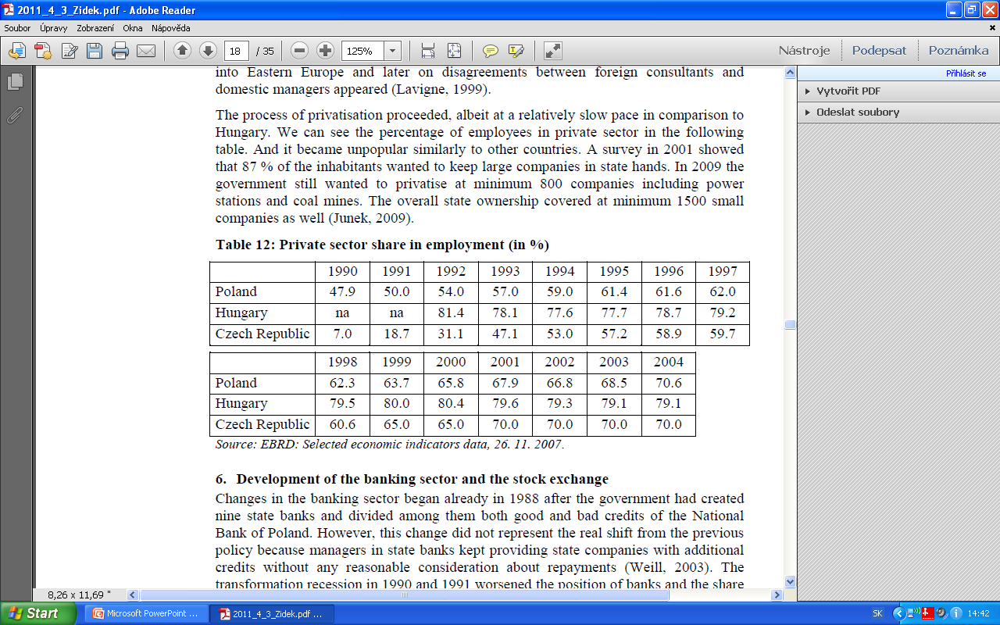 2011_4_3_Zidek.pdf - Adobe Reader
Soubor Úpravy Zobrazení Okna Nápověda
18 / 35 125% Nástroje Podepsat Poznámka
Přihlásit se
Vytvořit PDF
Odeslat soubory
into Eastern Europe and later on disagreements between foreign consultants and
domestic managers appeared (Lavigne, 1999).
The process of privatisation proceeded, albeit at a relatively slow pace in comparison to
Hungary. We can see the percentage of employees in private sector in the following
table. And it became unpopular similarly to other countries. A survey in 2001 showed
that 87 % of the inhabitants wanted to keep large companies in state hands. In 2009 the
government still wanted to privatise at minimum 800 companies including power
stations and coal mines. The overall state ownership covered at minimum 1500 small
companies as well (Junek, 2009).
Table 12: Private sector share in employment (in %)
1990 1991 1992 1993 1994 1995 1996 1997
Poland 47.9 50.0 54.0 57.0 59.0 61.4 61.6 62.0
Hungary na na 81.4 78.1 77.6 77.7 78.7 79.2
Czech Republic 7.0 18.7 31.1 47.1 53.0 57.2 58.9 59.7
1998 1999 2000 2001 2002 2003 2004
Poland 62.3 63.7 65.8 67.9 66.8 68.5 70.6
Hungary 79.5 80.0 80.4 79.6 79.3 79.1 79.1
Czech Republic 60.6 65.0 65.0 70.0 70.0 70.0 70.0
Source: EBRD: Selected economic indicators data, 26. 11. 2007.
6. Development of the banking sector and the stock exchange
Changes in the banking sector began already in 1988 after the government had created
nine state banks and divided among them both good and bad credits of the National
Bank of Poland. However, this change did not represent the real shift from the previous
policy because managers in state banks kept providing state companies with additional
credits without any reasonable consideration about repayments (Weill, 2003). The
transformation recession in 1990 and 1991 worsened the position of banks and the share
8,26 x 11,69 "
Start Microsoft PowerPoint ... 2011_4_3_Zidek.pdf ... SK 14:42